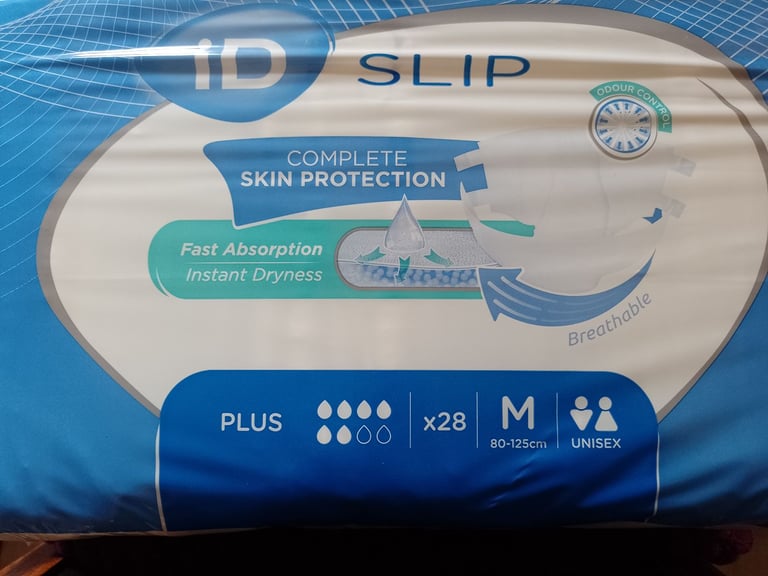 iD SLIP
ODOUR CONTROL
COMPLETE
SKIN PROTECTION
Fast Absorption
Instant Dryness
Breathable
PLUS
x28
M
80-125cm
UNISEX